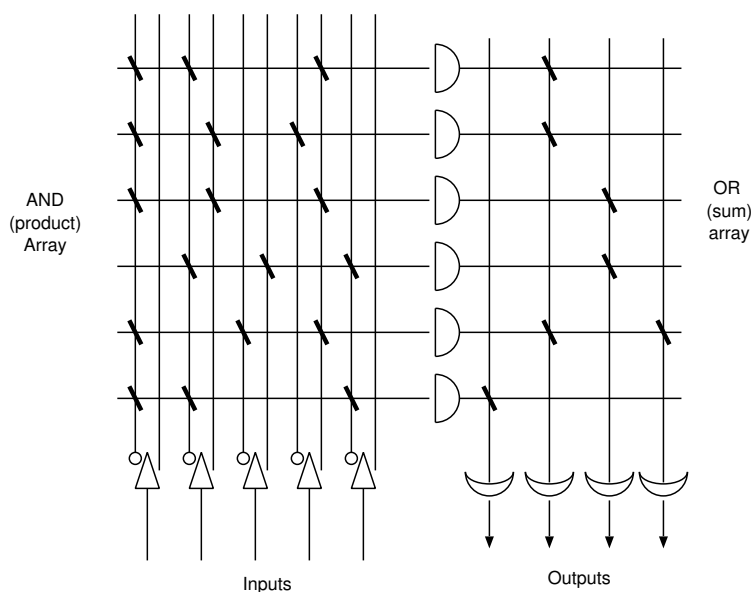 AND
(product)
Array
OR
(sum)
array
Inputs
Outputs